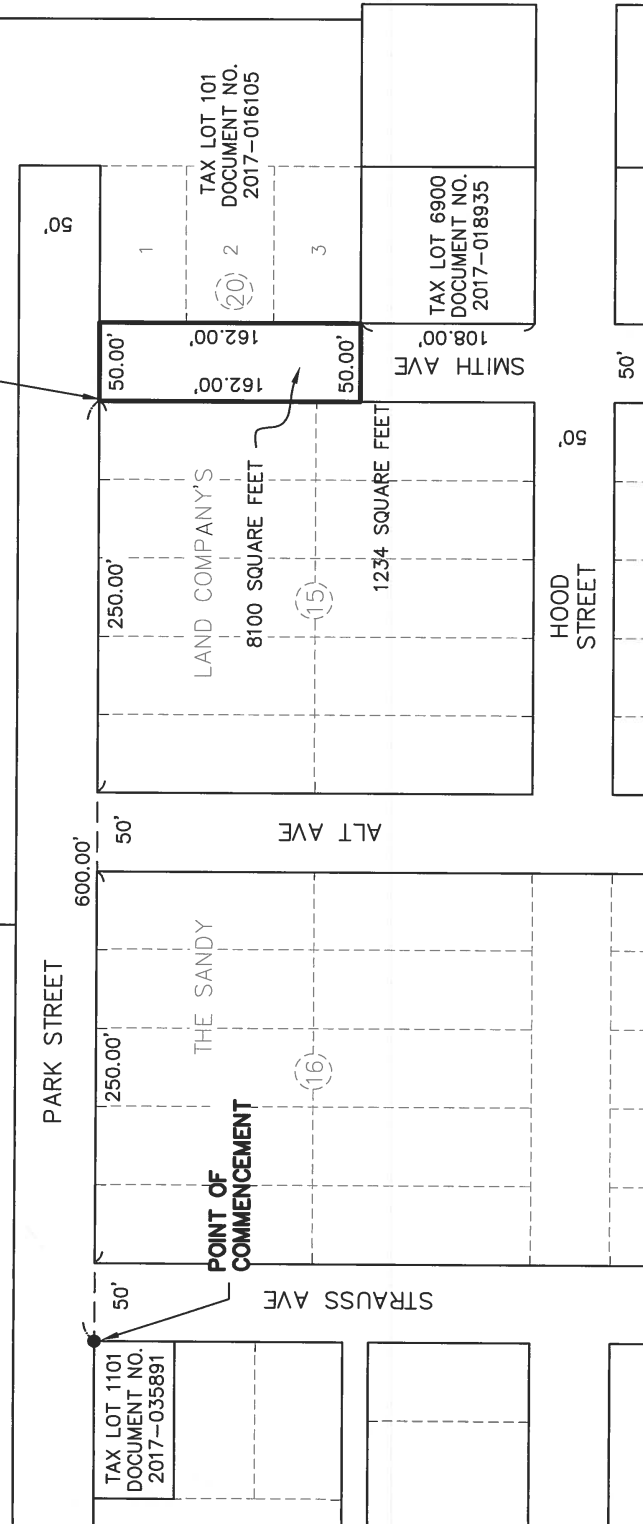 PARK STREET
600.00'
50'
50'
50'
250.00'
250.00'
50.00'
162.00'
162.00'
50.00'
TAX LOT 1101
DOCUMENT NO.
2017-035891
POINT OF
COMMENCEMENT
STRAUSS AVE
THE SANDY
16
ALT AVE
LAND COMPANY'S
8100 SQUARE FEET
15
1234 SQUARE FEET
1
2
20
3
TAX LOT 101
DOCUMENT NO.
2017-016105
SMITH AVE
108.00'
TAX LOT 6900
DOCUMENT NO.
2017-018935
HOOD
STREET
50'
50'